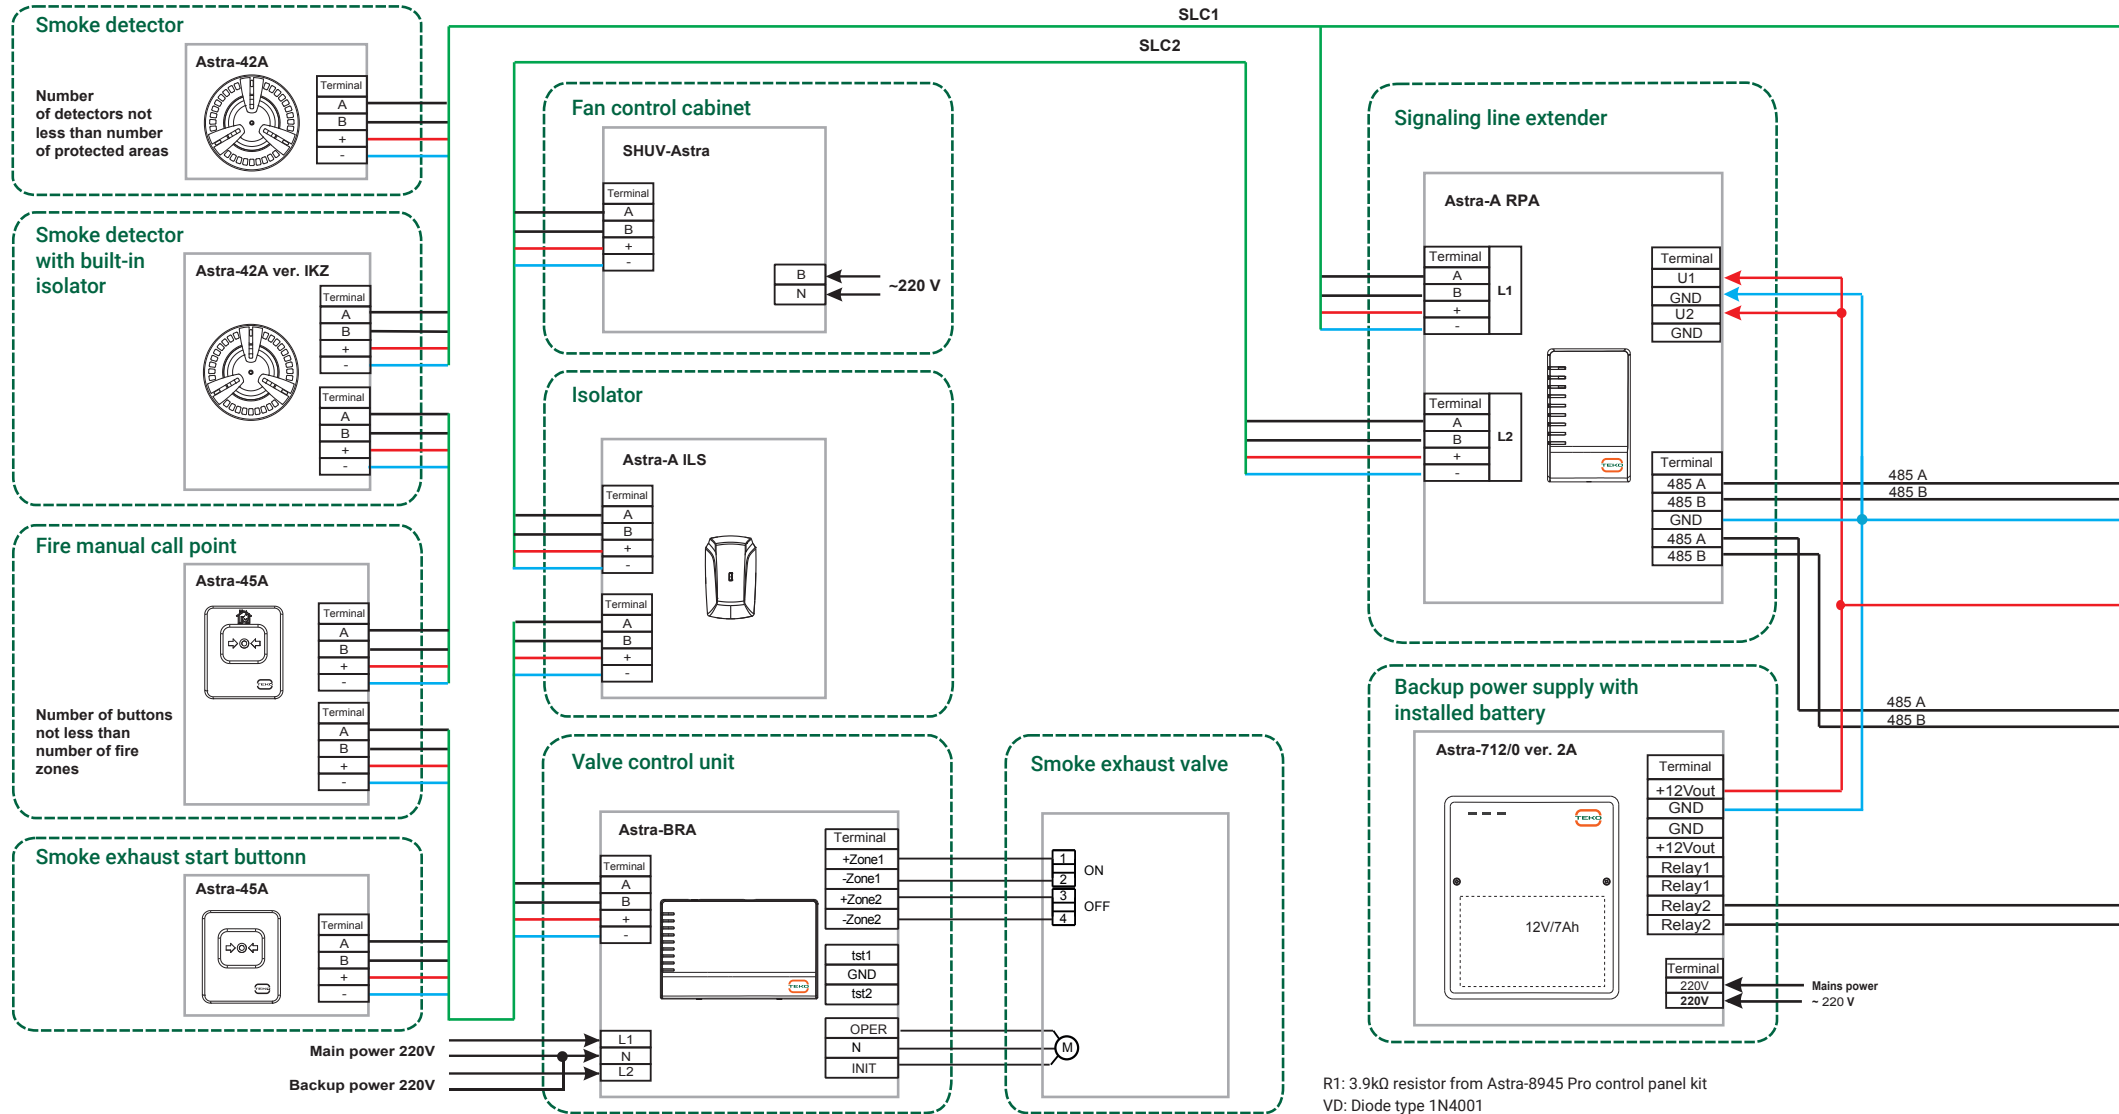 SLC1
SLC2
Smoke detector
Astra-42A
Number
of detectors not
less than number
of protected areas
Terminal
A
B
+
-
Smoke detector
with built-in
isolator
Astra-42A ver. IKZ
Terminal
A
B
+
-
Terminal
A
B
+
-
Fire manual call point
Astra-45A
Number of buttons
not less than
number of fire
zones
TEKO
Terminal
A
B
+
-
Terminal
A
B
+
-
Smoke exhaust start buttonn
Astra-45A
TEKO
Terminal
A
B
+
-
Fan control cabinet
SHUV-Astra
Terminal
A
B
+
-
B
N
~220 V
Isolator
Astra-A ILS
Terminal
A
B
+
-
Terminal
A
B
+
-
Valve control unit
Astra-BRA
Terminal
A
B
+
-
TEKO
Terminal
+Zone1
-Zone1
+Zone2
-Zone2
tst1
GND
tst2
OPER
N
INIT
L1
N
L2
Main power 220V
Backup power 220V
Smoke exhaust valve
1
2
3
4
ON
OFF
M
Signaling line extender
Astra-A RPA
Terminal
A
B
+
-
L1
Terminal
A
B
+
-
L2
TEKO
Terminal
U1
GND
U2
GND
Terminal
485 A
485 B
GND
485 A
485 B
485 A
485 B
485 A
485 B
Backup power supply with
installed battery
Astra-712/0 ver. 2A
TEKO
12V/7Ah
Terminal
+12Vout
GND
GND
+12Vout
Relay1
Relay1
Relay2
Relay2
Terminal
220V
220V
Mains power
~ 220 V
R1: 3.9kΩ resistor from Astra-8945 Pro control panel kit
VD: Diode type 1N4001